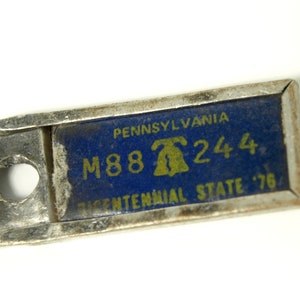 PENNSYLVANIA
M88 244
BICENTENNIAL STATE '76